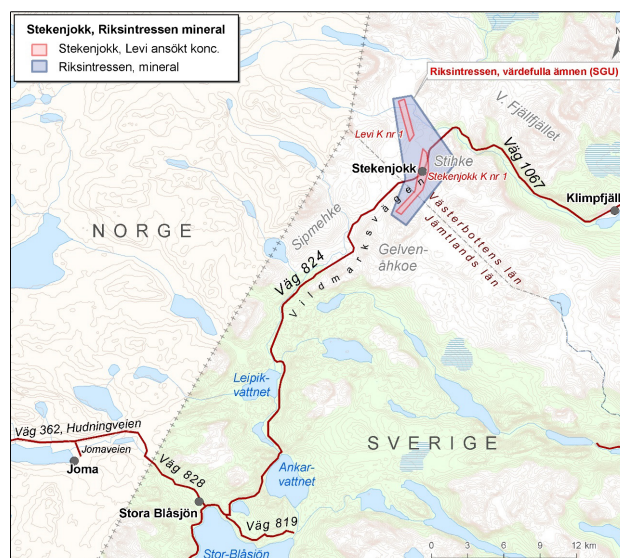 Stekenjokk, Riksintressen mineral
Stekenjokk, Levi ansökt konc.
Riksintressen, mineral
N
Riksintressen, värdefulla ämnen (SGU)
V. Fjällfjället
Levi K nr 1
Stihke
Väg 1067
Stekenjokk
Stekenjokk K nr 1
Klimpfjäll
Västerbottens län
Jämtlands län
NORGE
Sipmehke
Vildmarksvägen
Gelven-
åhkoe
Väg 824
Leipik-
vattnet
Väg 362, Hudningveien
Jomaveien
Joma
SVERIGE
Väg 828
Ankar-
vattnet
Stora Blåsjön
Väg 819
Stor-Blåsjön
0 3 6 12 km